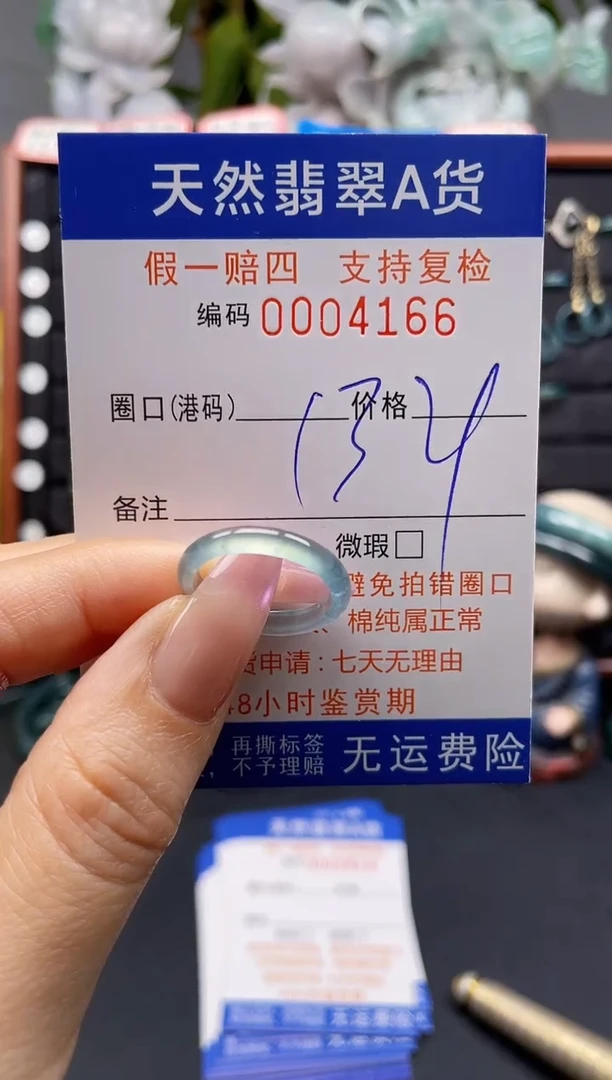 天然翡翠A货
假一赔四 支持复检
编码 0004166
圈口(港码) 价格
134
备注
微瑕□
避免拍错圈口
棉纯属正常
货申请：七天无理由
48小时鉴赏期
再撕标签
不予理赔
无运费险